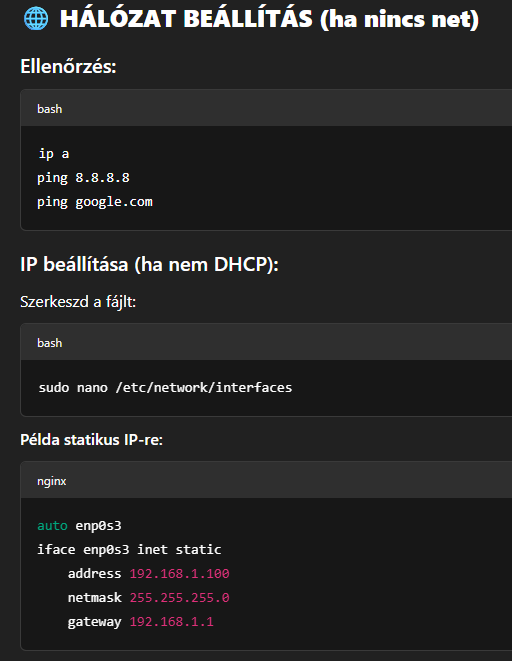 🌐 HÁLÓZAT BEÁLLÍTÁS (ha nincs net)
Ellenőrzés:
bash
ip a
ping 8.8.8.8
ping google.com
IP beállítása (ha nem DHCP):
Szerkeszd a fájlt:
bash
sudo nano /etc/network/interfaces
Példa statikus IP-re:
nginx
auto enp0s3
iface enp0s3 inet static
    address 192.168.1.100
    netmask 255.255.255.0
    gateway 192.168.1.1